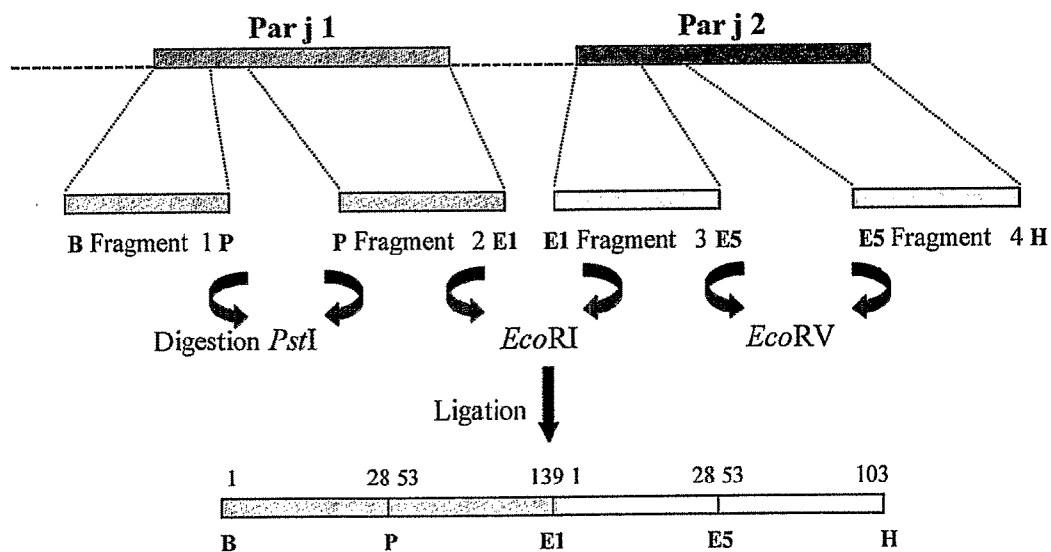 Par j 1 Par j 2
B Fragment 1 P P Fragment 2 E1 E1 Fragment 3 E5 E5 Fragment 4 H
Digestion PstI EcoRI EcoRV
Ligation
1 28 53 139 1 28 53 103
B P E1 E5 H